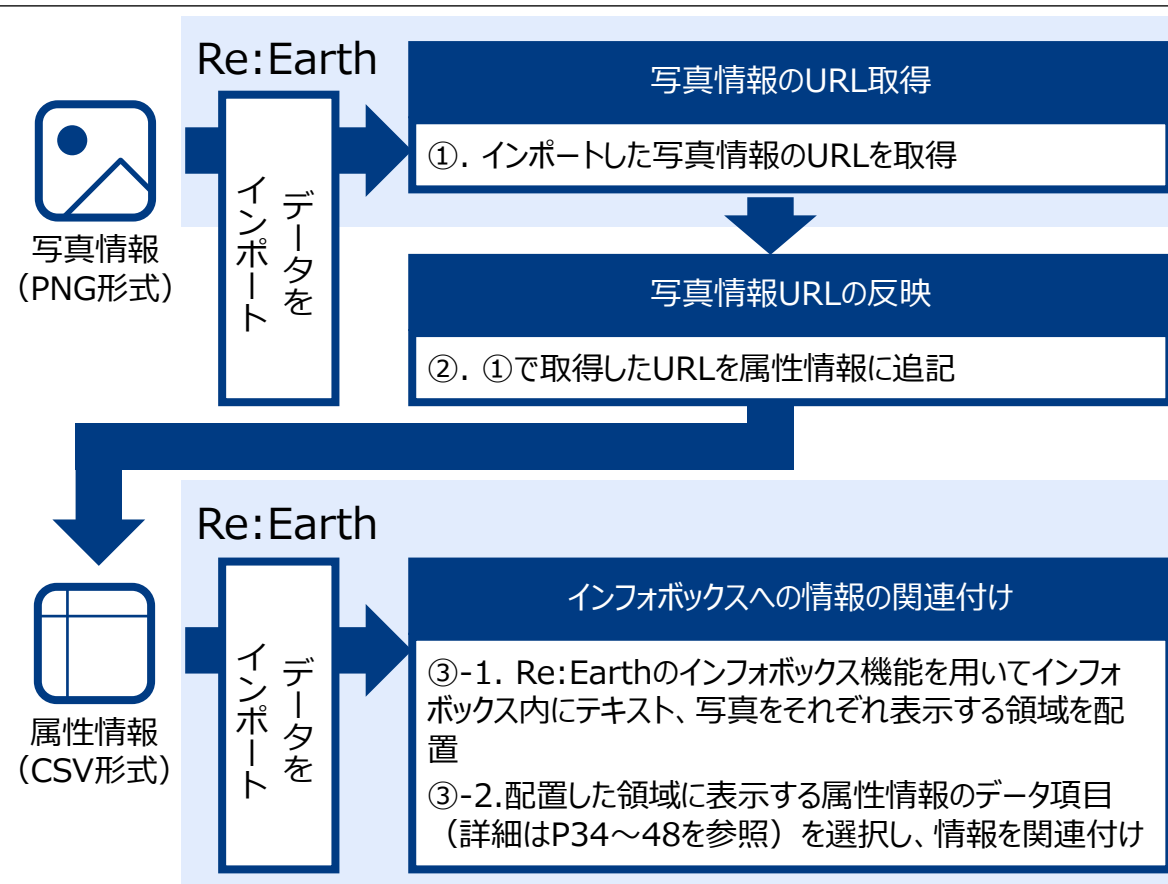 Re:Earth
写真情報
（PNG形式）
データを
インポート
写真情報のURL取得
①. インポートした写真情報のURLを取得
写真情報URLの反映
②. ①で取得したURLを属性情報に追記
Re:Earth
属性情報
（CSV形式）
データを
インポート
インフォボックスへの情報の関連付け
③-1. Re:Earthのインフォボックス機能を用いてインフォ
ボックス内にテキスト、写真をそれぞれ表示する領域を配
置
③-2.配置した領域に表示する属性情報のデータ項目
（詳細はP34～48を参照）を選択し、情報を関連付け